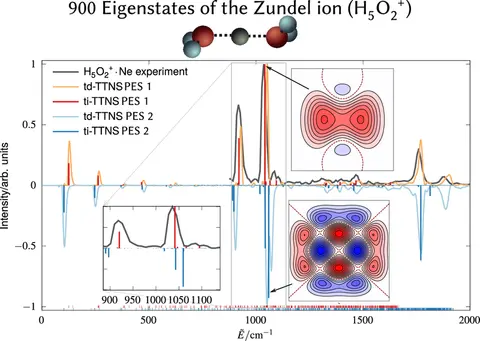 900 Eigenstates of the Zundel ion (H₅O₂⁺)
H₅O₂⁺ · Ne experiment
td-TTNS PES 1
ti-TTNS PES 1
td-TTNS PES 2
ti-TTNS PES 2
Intensity/arb. units
1
0.5
0
−0.5
−1
900 950 1000 1050 1100
0 500 1000 1500 2000
Ẽ/cm⁻¹